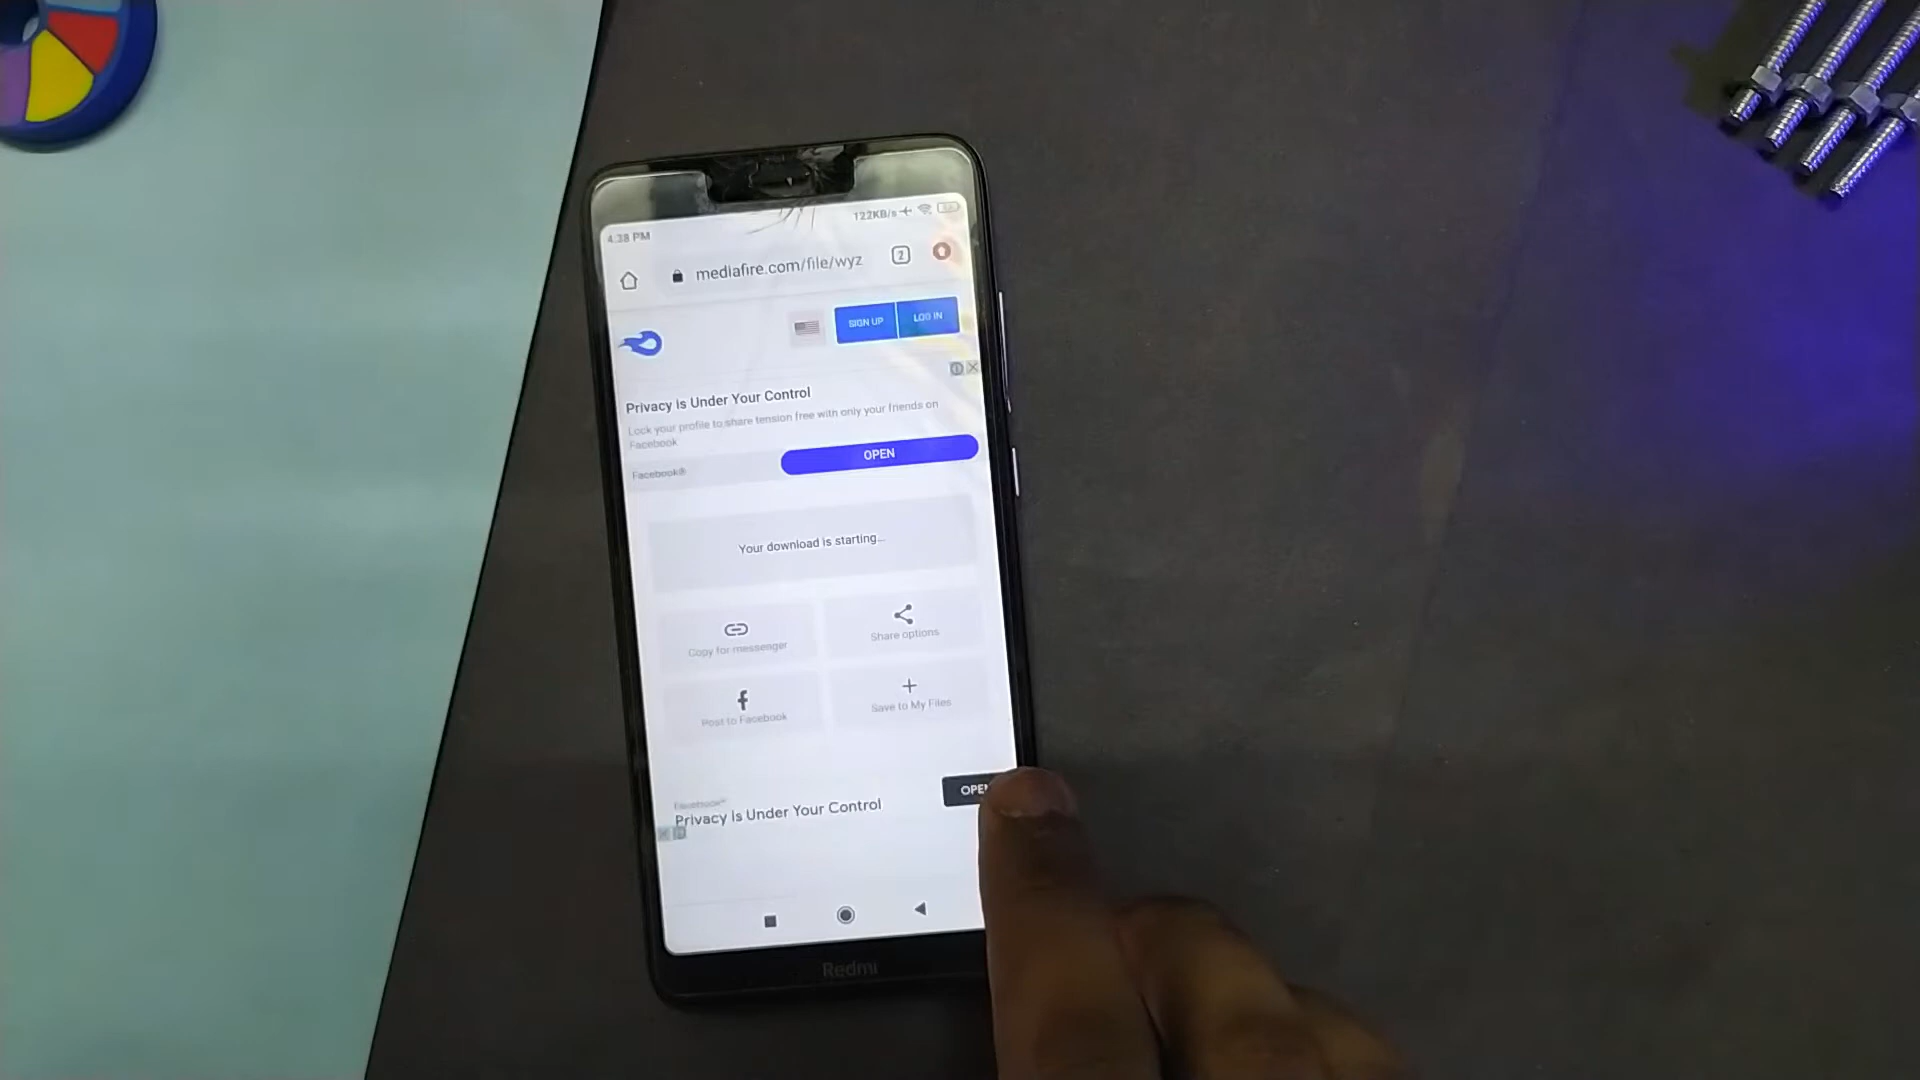 122KB/s
4:38 PM
mediafire.com/file/wyz
2
SIGN UP
LOG IN
Privacy is Under Your Control
Lock your profile to share tension free with only your friends on
Facebook
Facebook®
OPEN
Your download is starting...
Copy for messenger
Share options
Post to Facebook
Save to My Files
Facebook™
Privacy Is Under Your Control
OPEN
Redmi